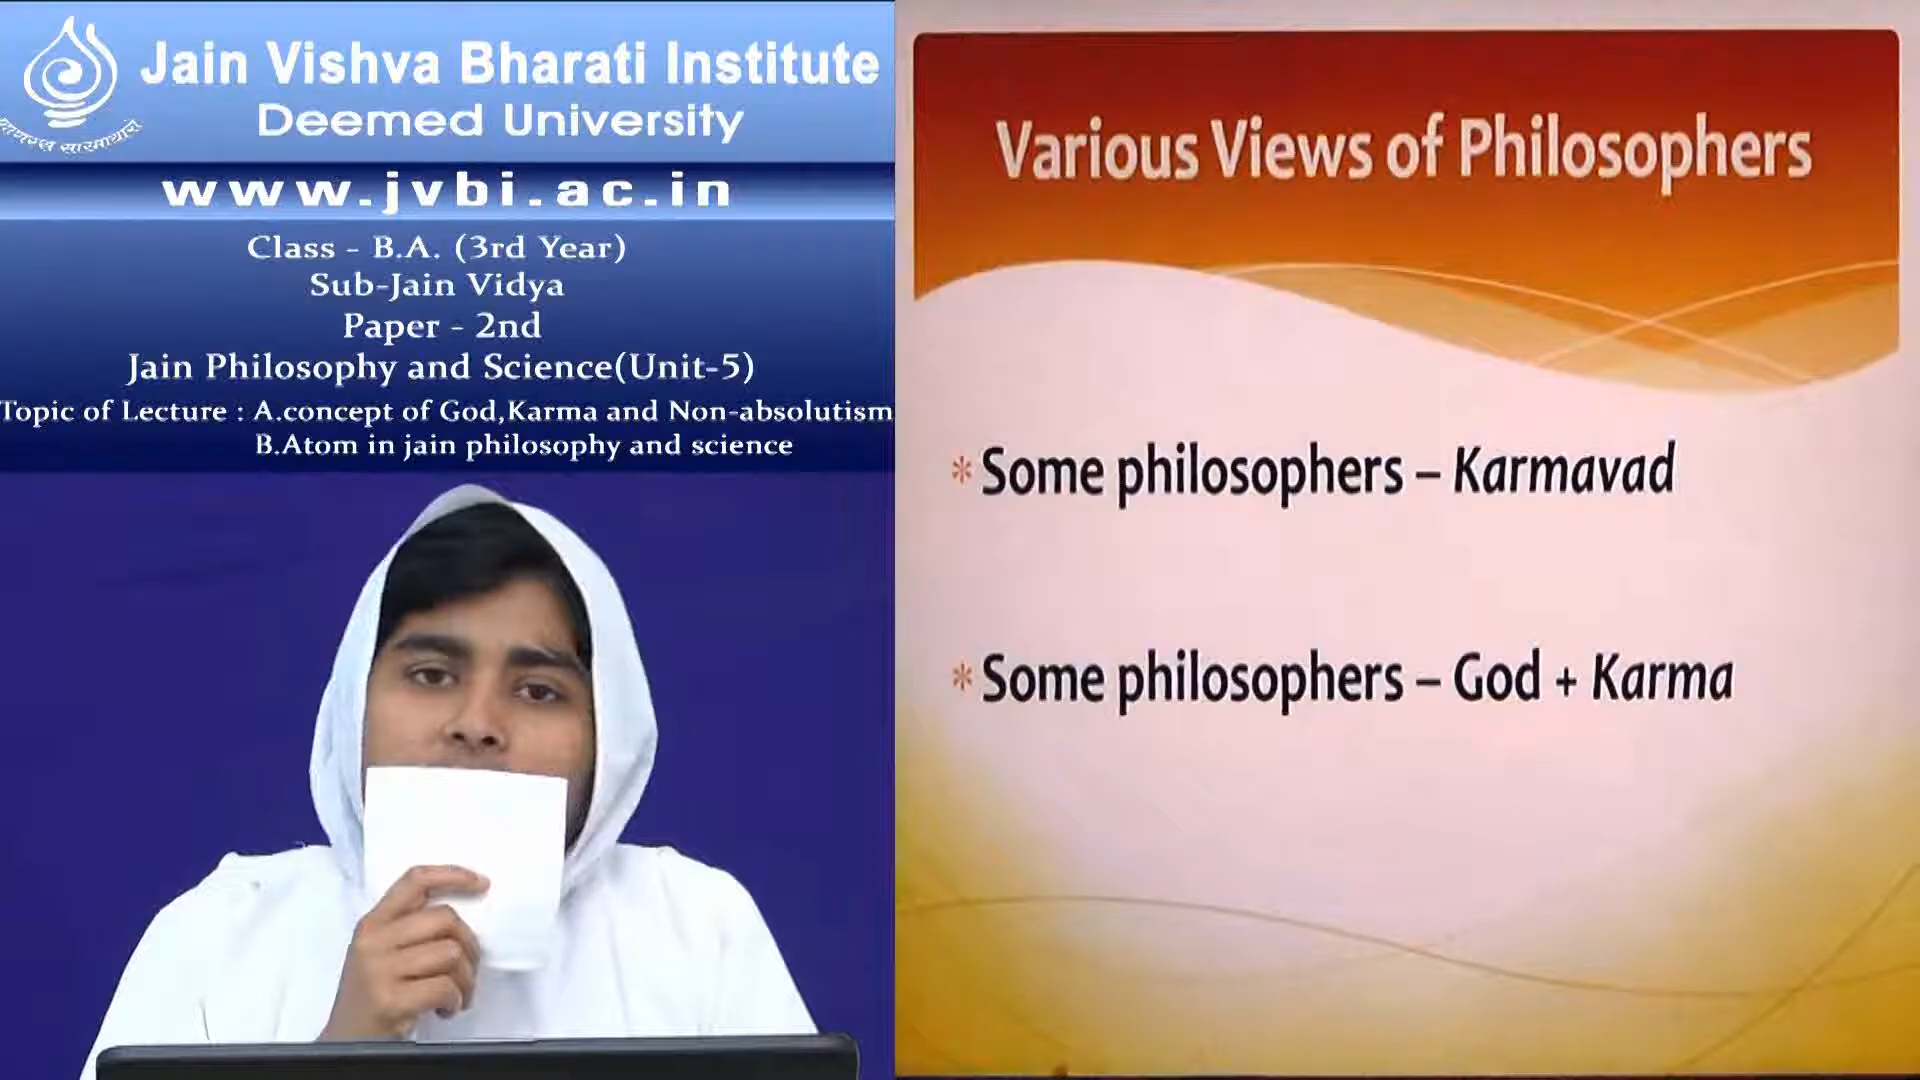 Jain Vishva Bharati Institute
Deemed University
www.jvbi.ac.in
Class - B.A. (3rd Year)
Sub-Jain Vidya
Paper - 2nd
Jain Philosophy and Science(Unit-5)
Topic of Lecture : A.concept of God,Karma and Non-absolutism
B.Atom in jain philosophy and science
Various Views of Philosophers
* Some philosophers – Karmavad
* Some philosophers – God + Karma